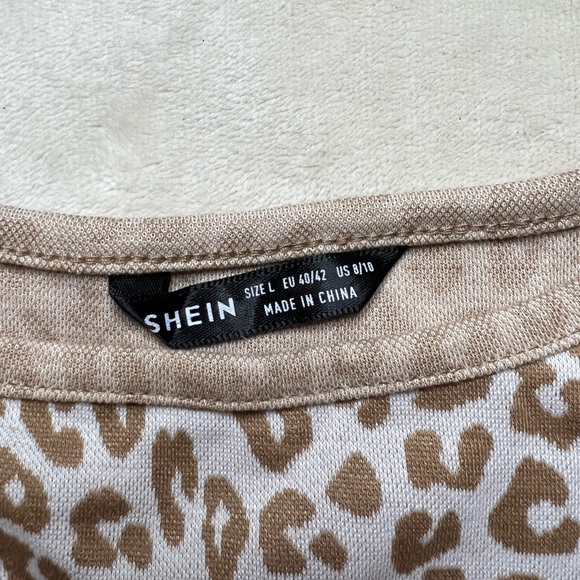 SHEIN
SIZE L EU 40/42 US 8/10
MADE IN CHINA